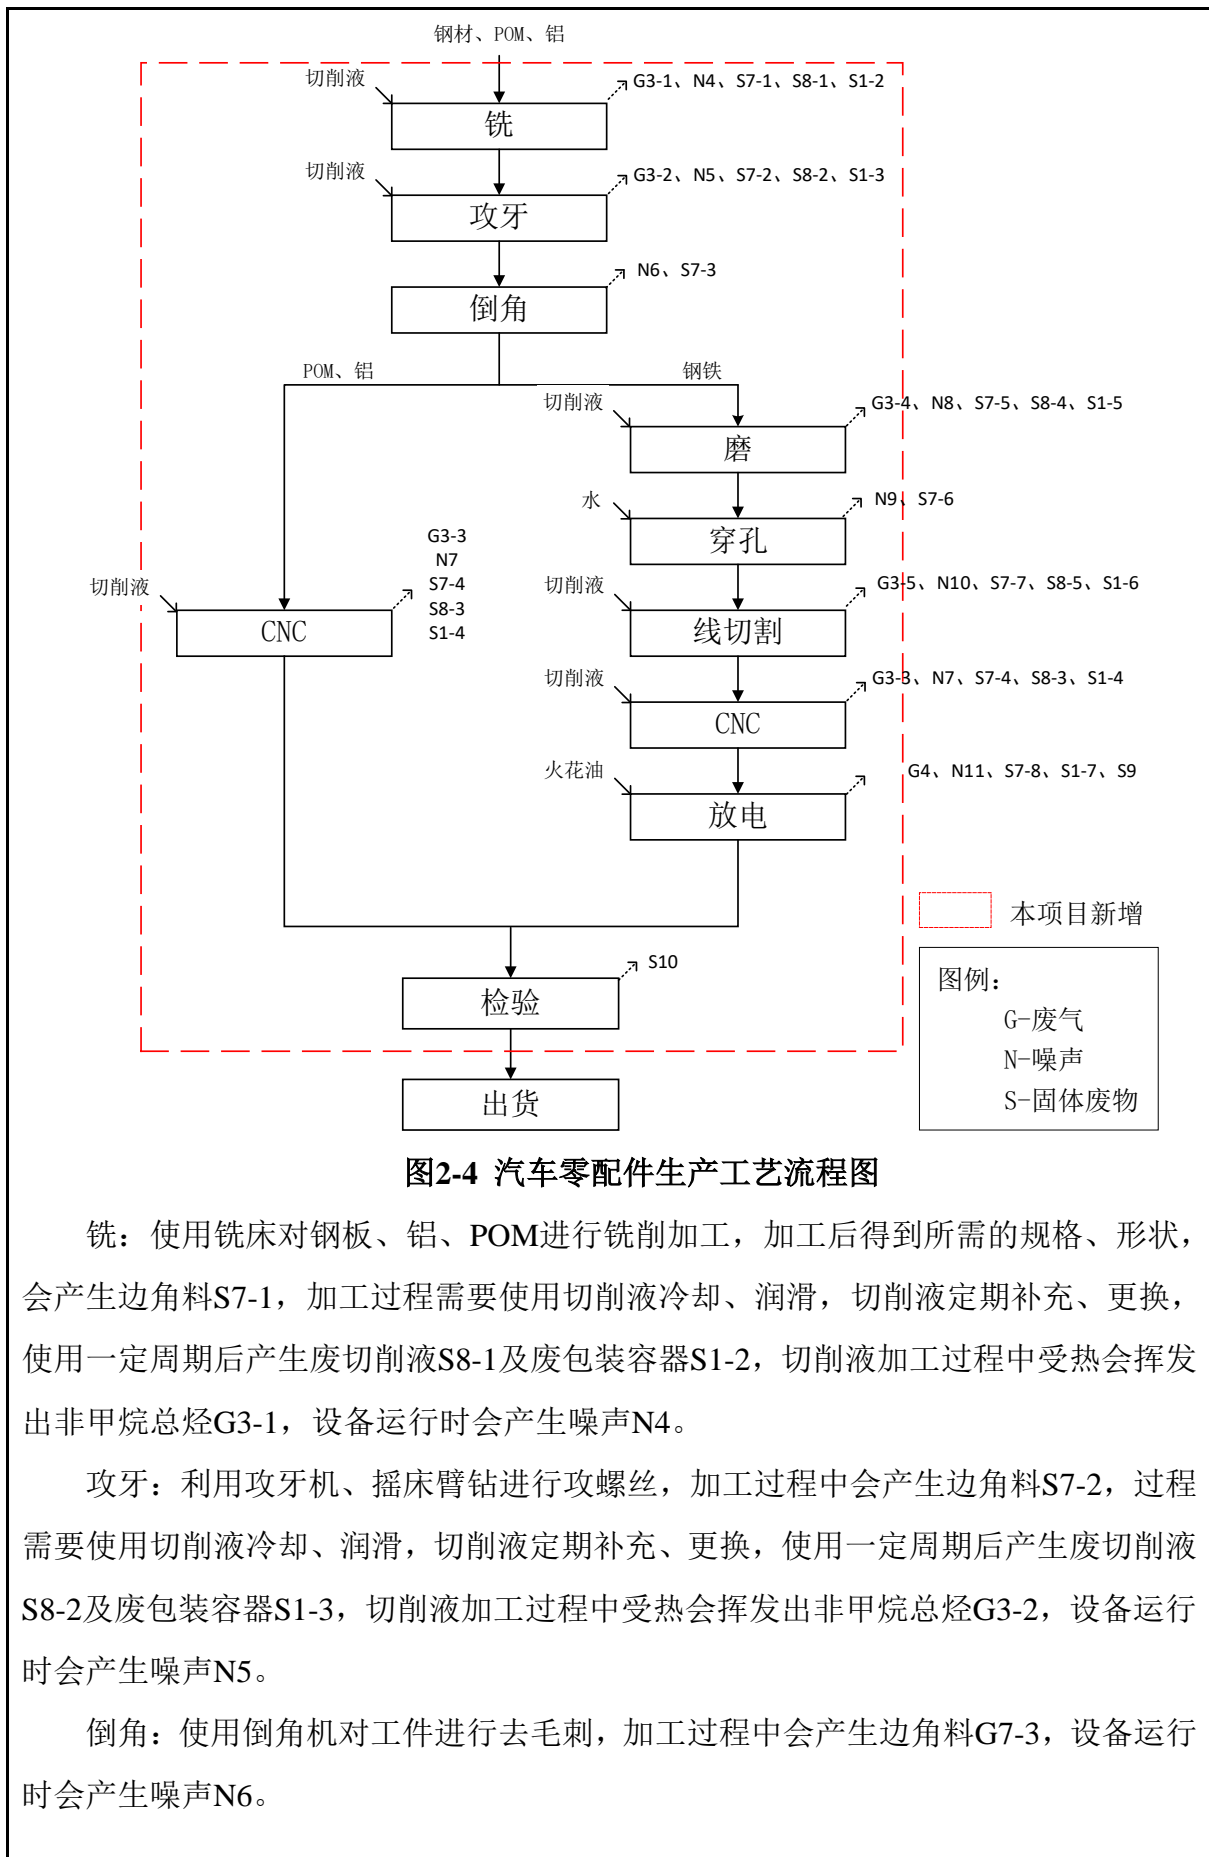 钢材、POM、铝
切削液
G3-1、N4、S7-1、S8-1、S1-2
铣
切削液
G3-2、N5、S7-2、S8-2、S1-3
攻牙
N6、S7-3
倒角
POM、铝
钢铁
切削液
G3-4、N8、S7-5、S8-4、S1-5
磨
水
N9、S7-6
穿孔
G3-3
N7
S7-4
S8-3
S1-4
切削液
CNC
切削液
G3-5、N10、S7-7、S8-5、S1-6
线切割
切削液
G3-3、N7、S7-4、S8-3、S1-4
CNC
火花油
G4、N11、S7-8、S1-7、S9
放电
本项目新增
S10
检验
出货
图例：
G-废气
N-噪声
S-固体废物
图2-4 汽车零配件生产工艺流程图
铣：使用铣床对钢板、铝、POM进行铣削加工，加工后得到所需的规格、形状，
会产生边角料S7-1，加工过程需要使用切削液冷却、润滑，切削液定期补充、更换，
使用一定周期后产生废切削液S8-1及废包装容器S1-2，切削液加工过程中受热会挥发
出非甲烷总烃G3-1，设备运行时会产生噪声N4。
攻牙：利用攻牙机、摇床臂钻进行攻螺丝，加工过程中会产生边角料S7-2，过程
需要使用切削液冷却、润滑，切削液定期补充、更换，使用一定周期后产生废切削液
S8-2及废包装容器S1-3，切削液加工过程中受热会挥发出非甲烷总烃G3-2，设备运行
时会产生噪声N5。
倒角：使用倒角机对工件进行去毛刺，加工过程中会产生边角料G7-3，设备运行
时会产生噪声N6。